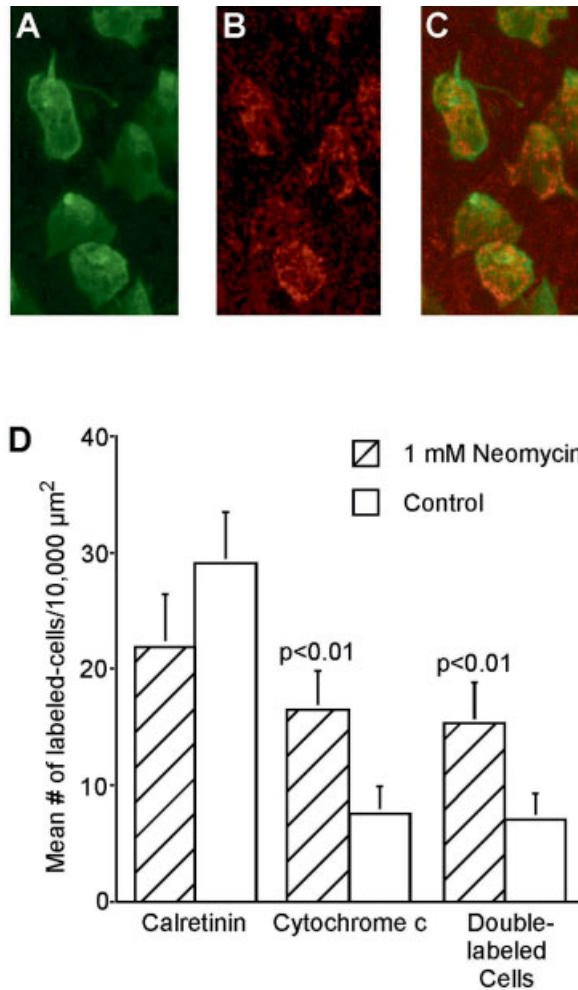 A
B
C
D
Mean # of labeled-cells/10,000 µm²
40
30
20
10
0
1 mM Neomycin
Control
p<0.01
p<0.01
Calretinin
Cytochrome c
Double-
labeled
Cells